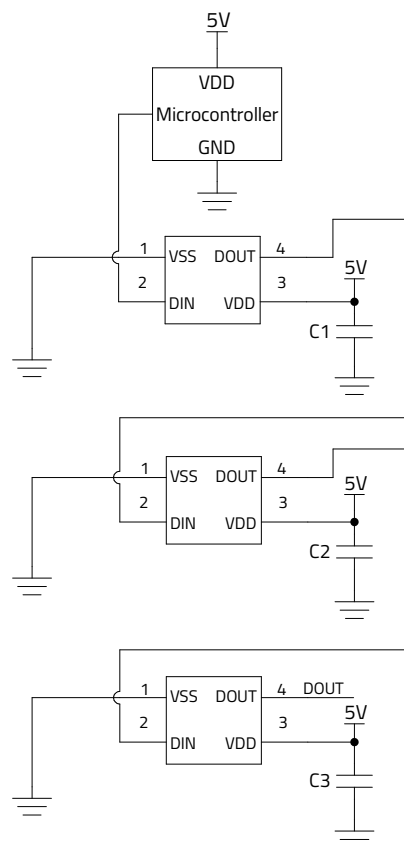 5V
VDD
Microcontroller
GND
1 VSS DOUT 4
5V
2 DIN VDD 3
C1
1 VSS DOUT 4
5V
2 DIN VDD 3
C2
1 VSS DOUT 4 DOUT
5V
2 DIN VDD 3
C3